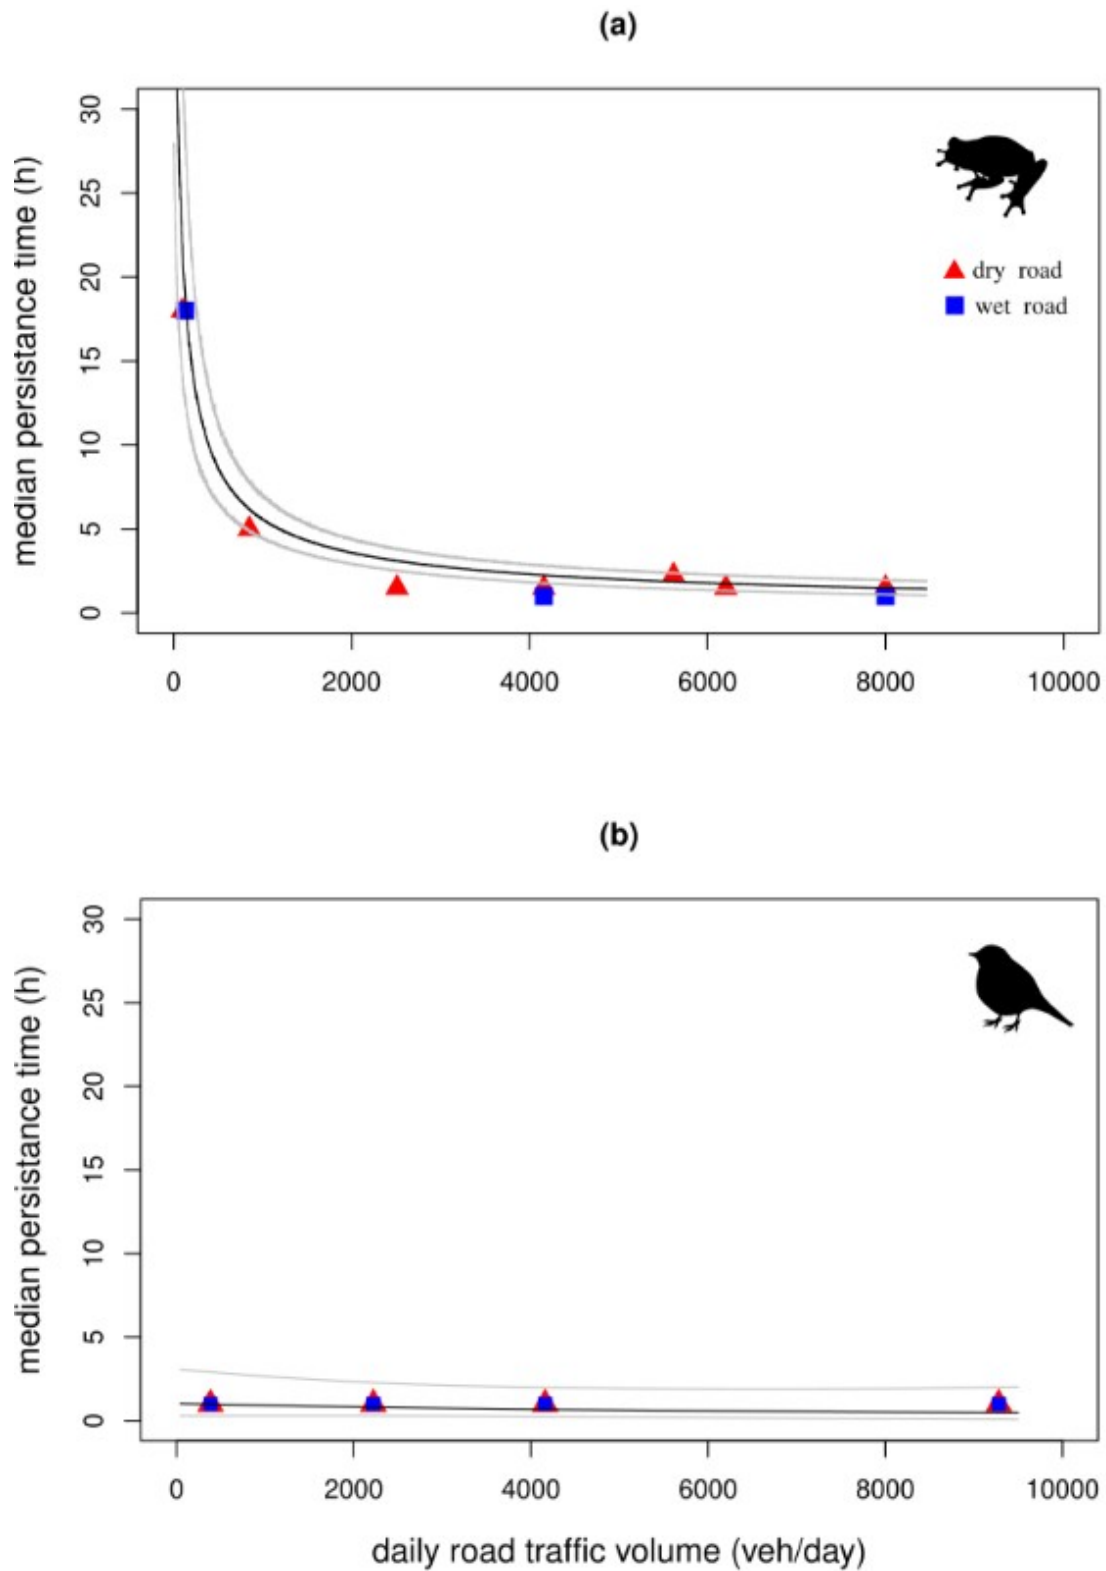 (a)
median persistance time (h)
30
25
20
15
10
5
0
dry road
wet road
0 2000 4000 6000 8000 10000
(b)
median persistance time (h)
30
25
20
15
10
5
0
0 2000 4000 6000 8000 10000
daily road traffic volume (veh/day)